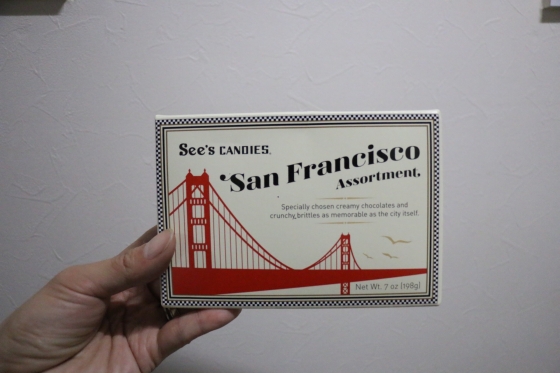 See's CANDIES.
San Francisco
Assortment.
Specially chosen creamy chocolates and
crunchy brittles as memorable as the city itself.
Net Wt. 7 oz (198g)